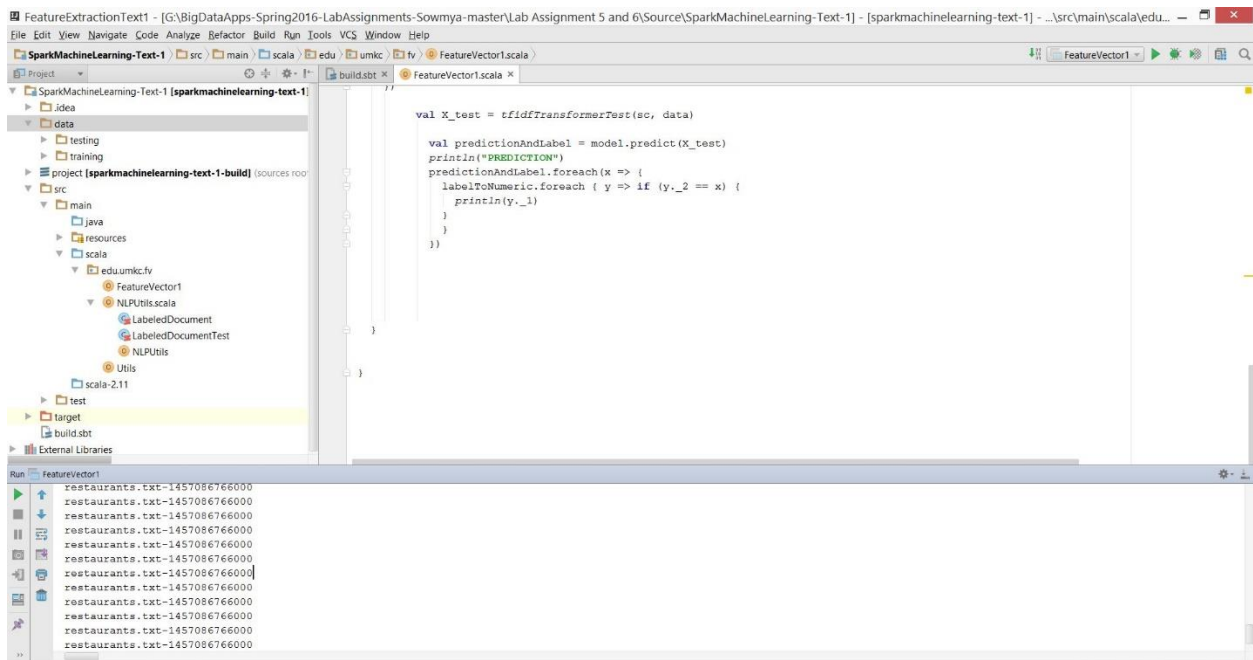 FeatureExtractionText1 - [G:\BigDataApps-Spring2016-LabAssignments-Sowmya-master\Lab Assignment 5 and 6\Source\SparkMachineLearning-Text-1] - [sparkmachinelearning-text-1] - ...\src\main\scala\edu...
File Edit View Navigate Code Analyze Refactor Build Run Tools VCS Window Help
SparkMachineLearning-Text-1 src main scala edu umkc fv FeatureVector1.scala FeatureVector1
Project
SparkMachineLearning-Text-1 [sparkmachinelearning-text-1]
.idea
data
testing
training
project [sparkmachinelearning-text-1-build] (sources roo
src
main
java
resources
scala
edu.umkc.fv
FeatureVector1
NLPUtils.scala
LabeledDocument
LabeledDocumentTest
NLPUtils
Utils
scala-2.11
test
target
build.sbt
External Libraries
build.sbt × FeatureVector1.scala ×
val X_test = tfidfTransformerTest(sc, data)
val predictionAndLabel = model.predict(X_test)
println("PREDICTION")
predictionAndLabel.foreach(x => {
labelToNumeric.foreach { y => if (y._2 == x) {
println(y._1)
}
}
})
}
}
Run FeatureVector1
restaurants.txt-1457086766000
restaurants.txt-1457086766000
restaurants.txt-1457086766000
restaurants.txt-1457086766000
restaurants.txt-1457086766000
restaurants.txt-1457086766000
restaurants.txt-1457086766000
restaurants.txt-1457086766000
restaurants.txt-1457086766000
restaurants.txt-1457086766000
restaurants.txt-1457086766000
restaurants.txt-1457086766000